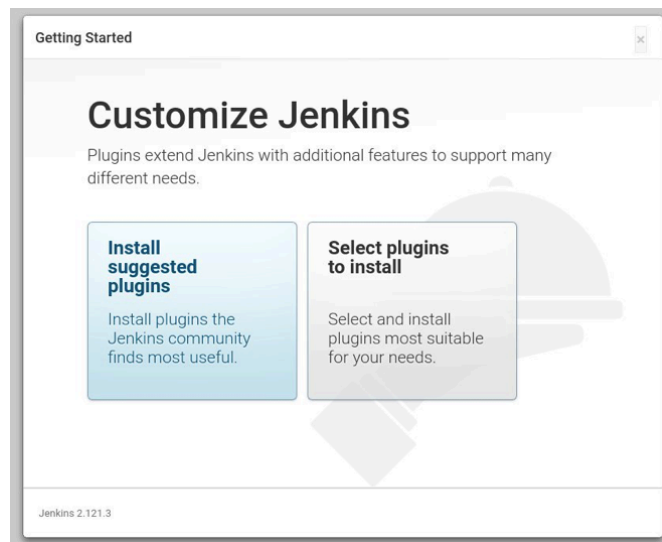 Getting Started
×
Customize Jenkins
Plugins extend Jenkins with additional features to support many
different needs.
Install
suggested
plugins
Install plugins the
Jenkins community
finds most useful.
Select plugins
to install
Select and install
plugins most suitable
for your needs.
Jenkins 2.121.3